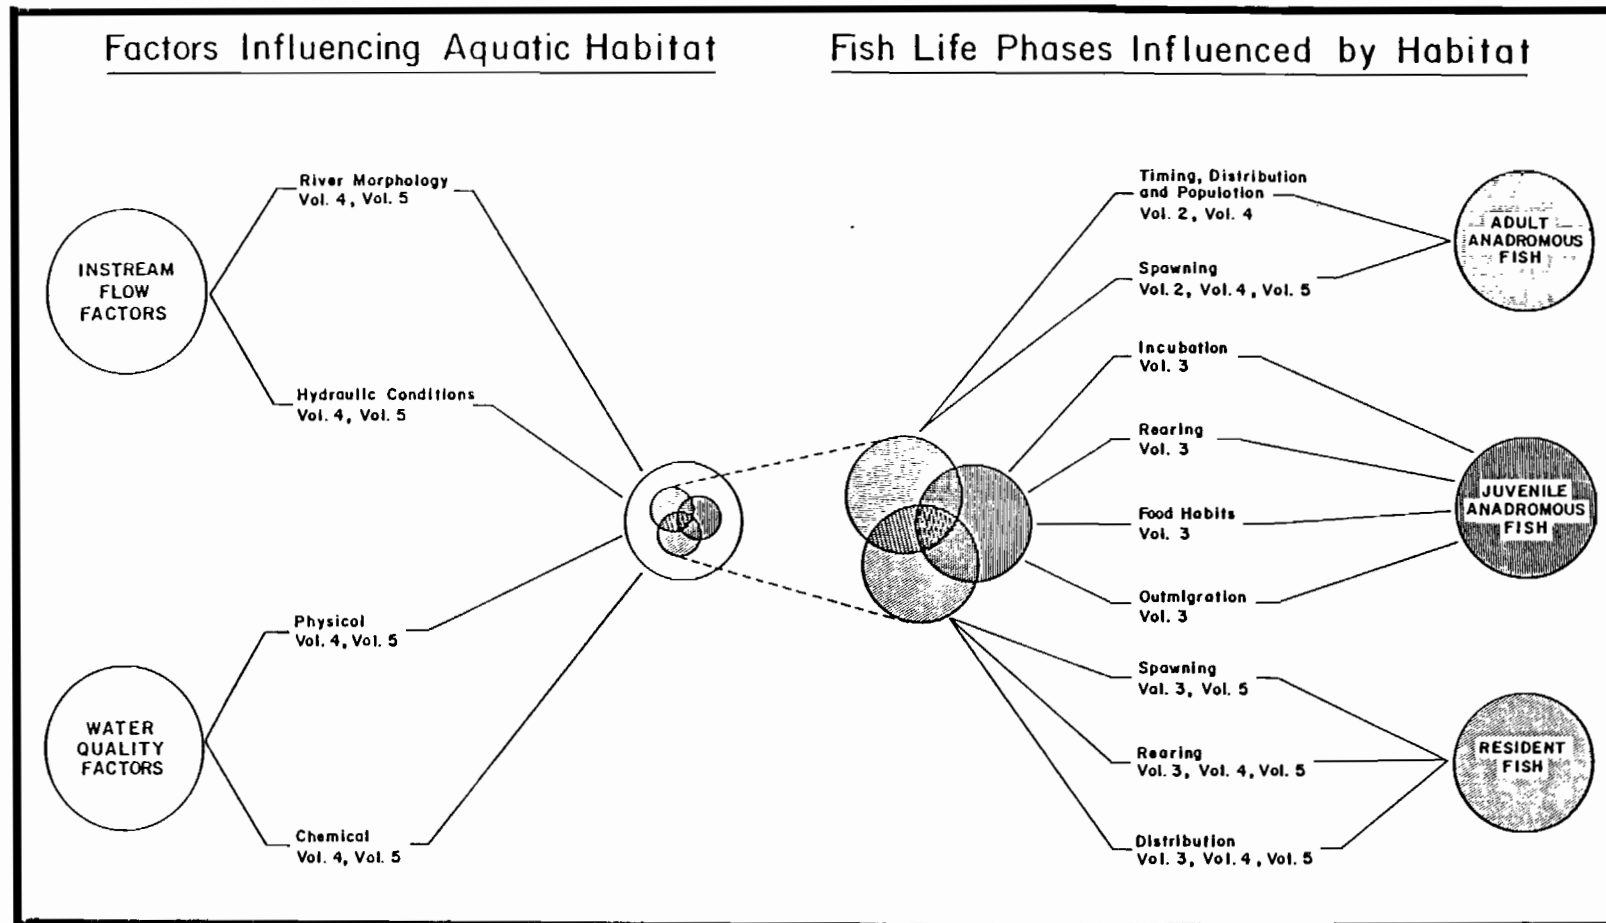 Factors Influencing Aquatic Habitat
Fish Life Phases Influenced by Habitat
INSTREAM
FLOW
FACTORS
River Morphology
Vol. 4, Vol. 5
Hydraulic Conditions
Vol. 4, Vol. 5
WATER
QUALITY
FACTORS
Physical
Vol. 4, Vol. 5
Chemical
Vol. 4, Vol. 5
Timing, Distribution
and Population
Vol. 2, Vol. 4
Spawning
Vol. 2, Vol. 4, Vol. 5
ADULT
ANADROMOUS
FISH
Incubation
Vol. 3
Rearing
Vol. 3
Food Habits
Vol. 3
Outmigration
Vol. 3
JUVENILE
ANADROMOUS
FISH
Spawning
Vol. 3, Vol. 5
Rearing
Vol. 3, Vol. 4, Vol. 5
Distribution
Vol. 3, Vol. 4, Vol. 5
RESIDENT
FISH